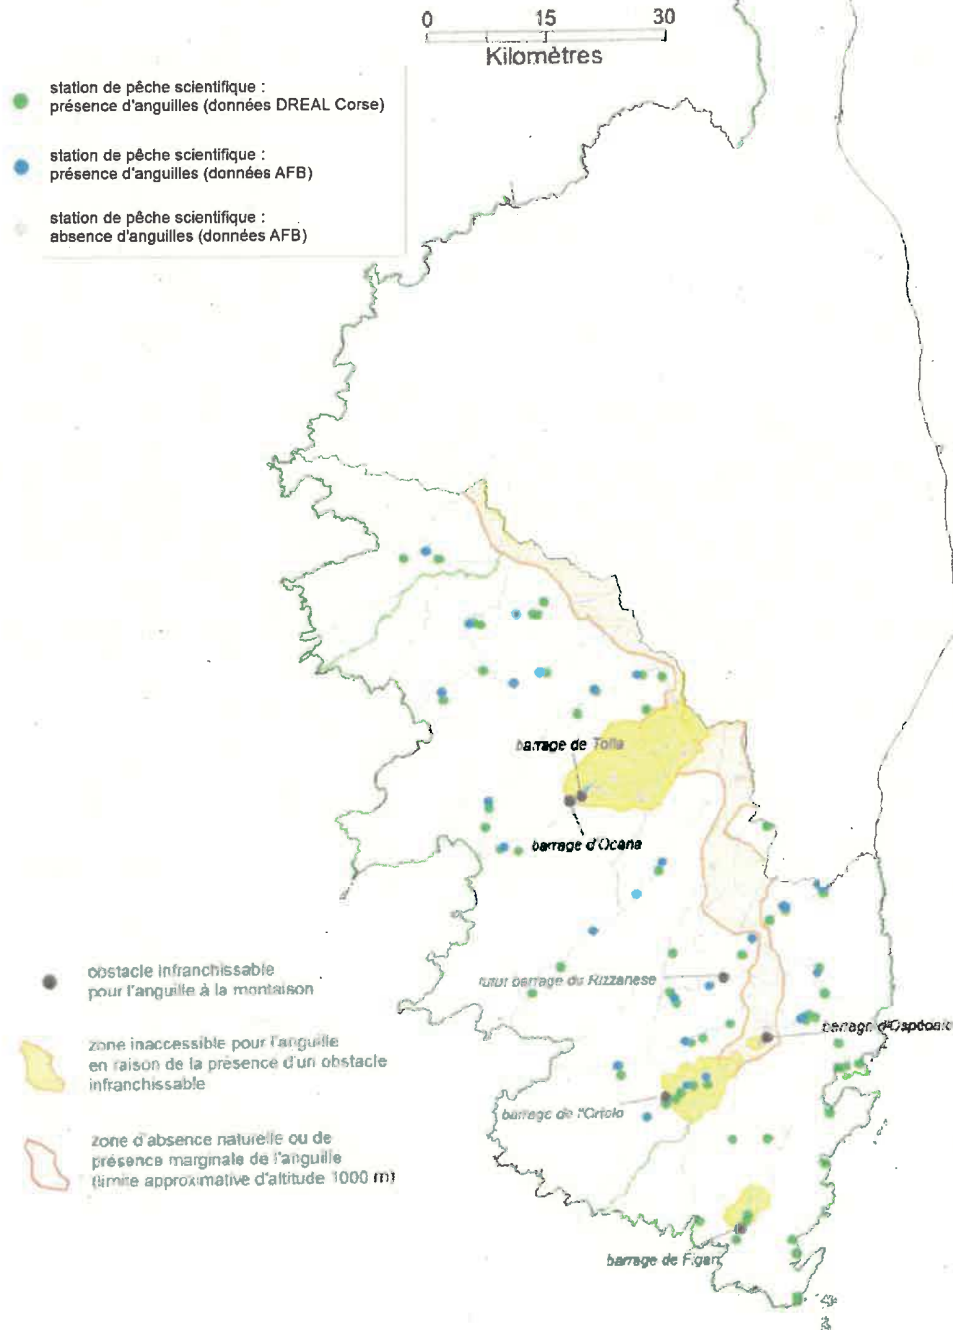 0 15 30
Kilomètres
station de pêche scientifique :
présence d'anguilles (données DREAL Corse)
station de pêche scientifique :
présence d'anguilles (données AFB)
station de pêche scientifique :
absence d'anguilles (données AFB)
barrage de Tolla
barrage d'Ocana
obstacle infranchissable
pour l'anguille à la montaison
futur barrage du Rizzanese
barrage d'Ospedale
zone inaccessible pour l'anguille
en raison de la présence d'un obstacle
infranchissable
barrage de l'Ortolo
zone d'absence naturelle ou de
présence marginale de l'anguille
(limite approximative d'altitude 1000 m)
barrage de Figari